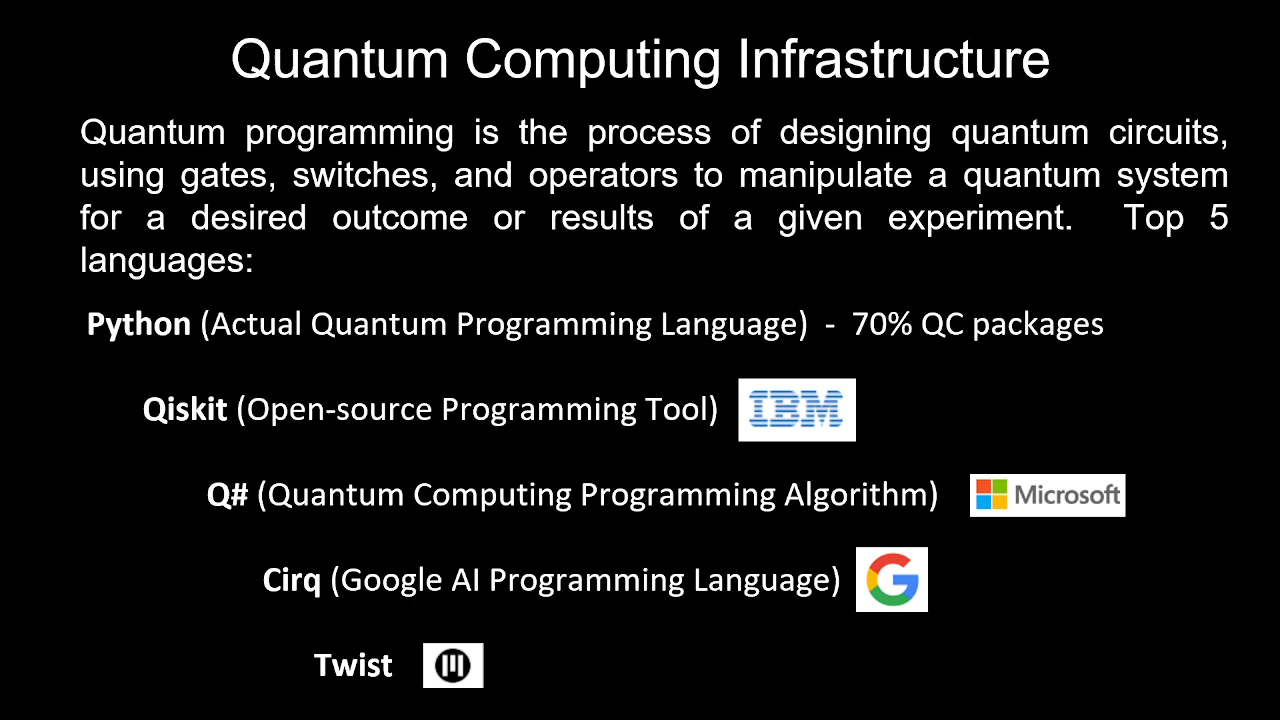 Quantum Computing Infrastructure
Quantum programming is the process of designing quantum circuits,
using gates, switches, and operators to manipulate a quantum system
for a desired outcome or results of a given experiment. Top 5
languages:
Python (Actual Quantum Programming Language) - 70% QC packages
Qiskit (Open-source Programming Tool) IBM
Q# (Quantum Computing Programming Algorithm) Microsoft
Cirq (Google AI Programming Language) G
Twist